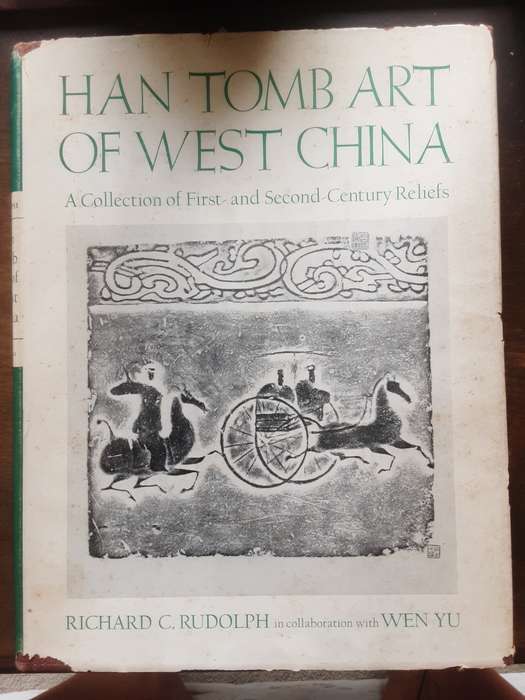 HAN TOMB ART
OF WEST CHINA
A Collection of First- and Second-Century Reliefs
RICHARD C. RUDOLPH in collaboration with WEN YU